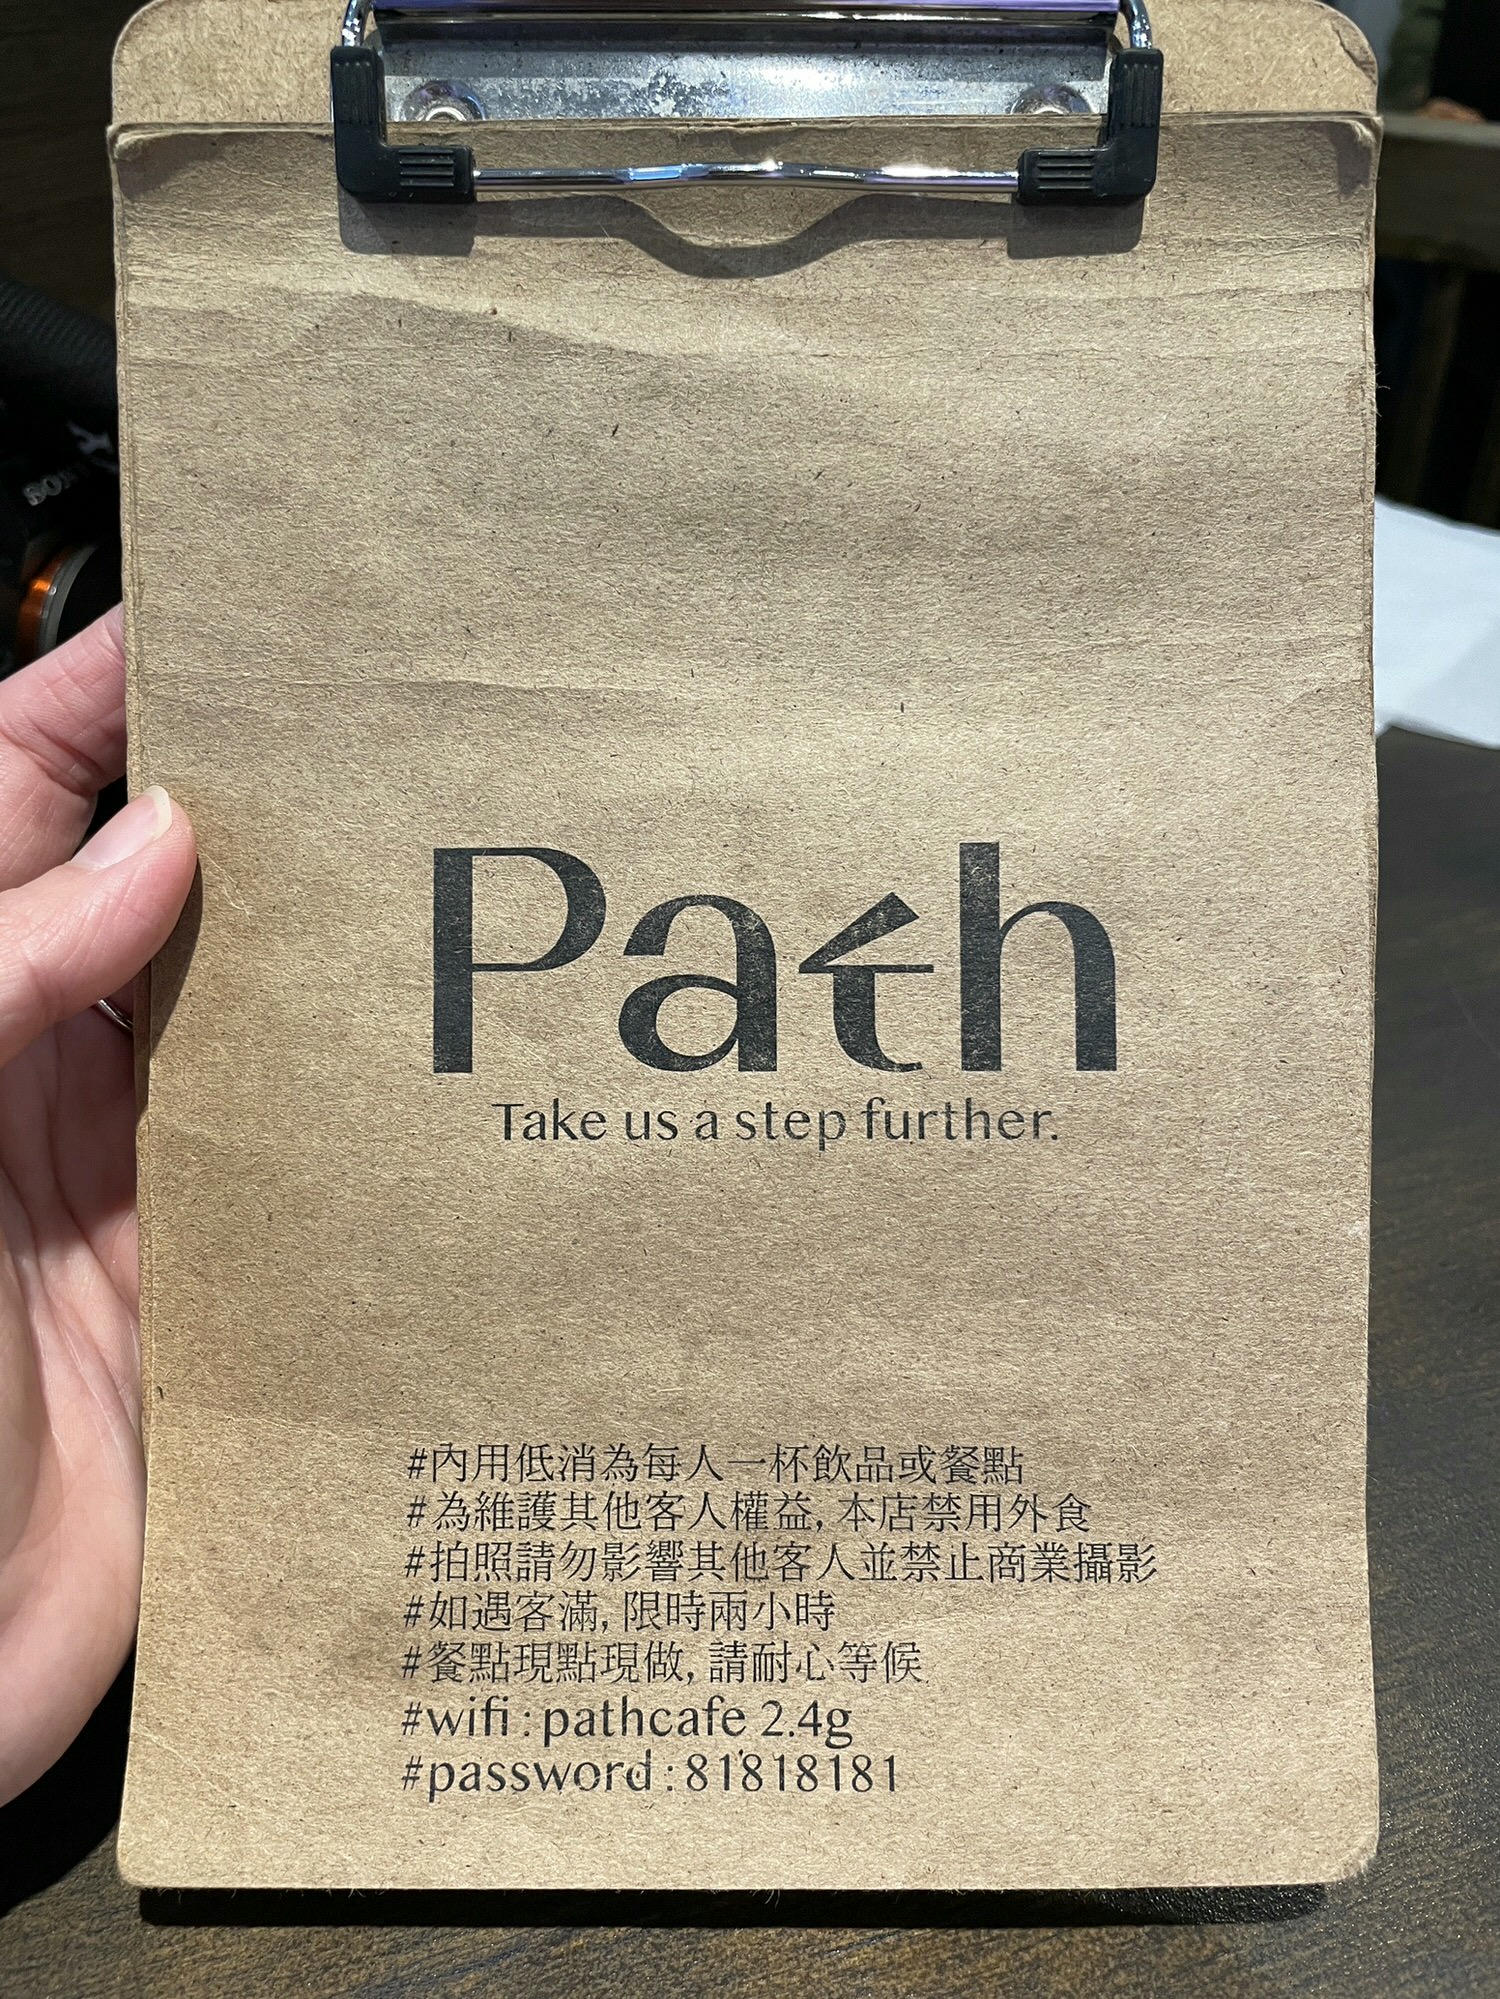 Path
Take us a step further.
#內用低消為每人一杯飲品或餐點
#為維護其他客人權益, 本店禁用外食
#拍照請勿影響其他客人並禁止商業攝影
#如遇客滿, 限時兩小時
#餐點現點現做, 請耐心等候
#wifi : pathcafe 2.4g
#password : 81818181